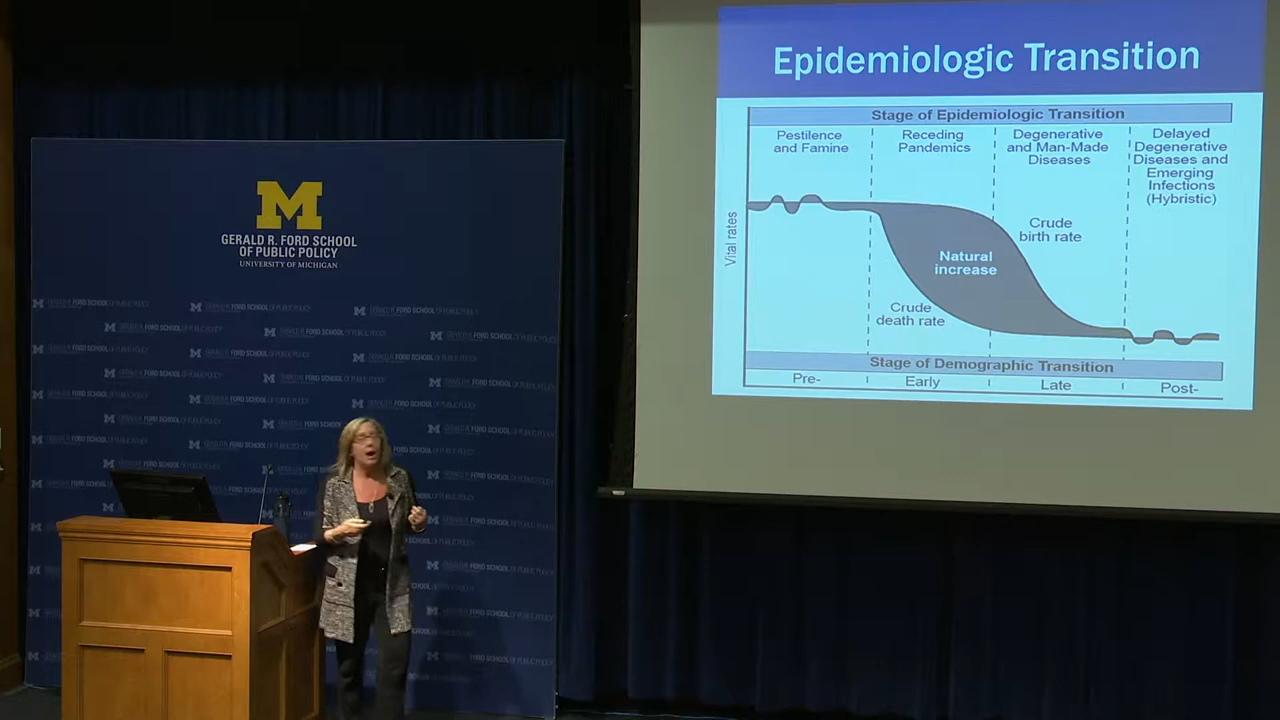 Epidemiologic Transition
Stage of Epidemiologic Transition
Pestilence
and Famine
Receding
Pandemics
Degenerative
and Man-Made
Diseases
Delayed
Degenerative
Diseases and
Emerging
Infections
(Hybristic)
Vital rates
Crude
birth rate
Natural
increase
Crude
death rate
Stage of Demographic Transition
Pre-
Early
Late
Post-
M
GERALD R. FORD SCHOOL
OF PUBLIC POLICY
UNIVERSITY OF MICHIGAN